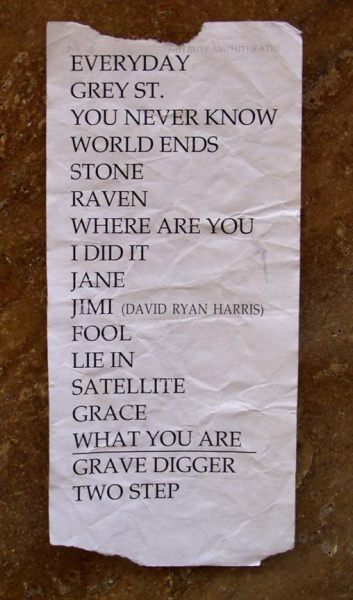 AMPHITHEATRE
EVERYDAY
GREY ST.
YOU NEVER KNOW
WORLD ENDS
STONE
RAVEN
WHERE ARE YOU
I DID IT
JANE
JIMI (DAVID RYAN HARRIS)
FOOL
LIE IN
SATELLITE
GRACE
WHAT YOU ARE
GRAVE DIGGER
TWO STEP